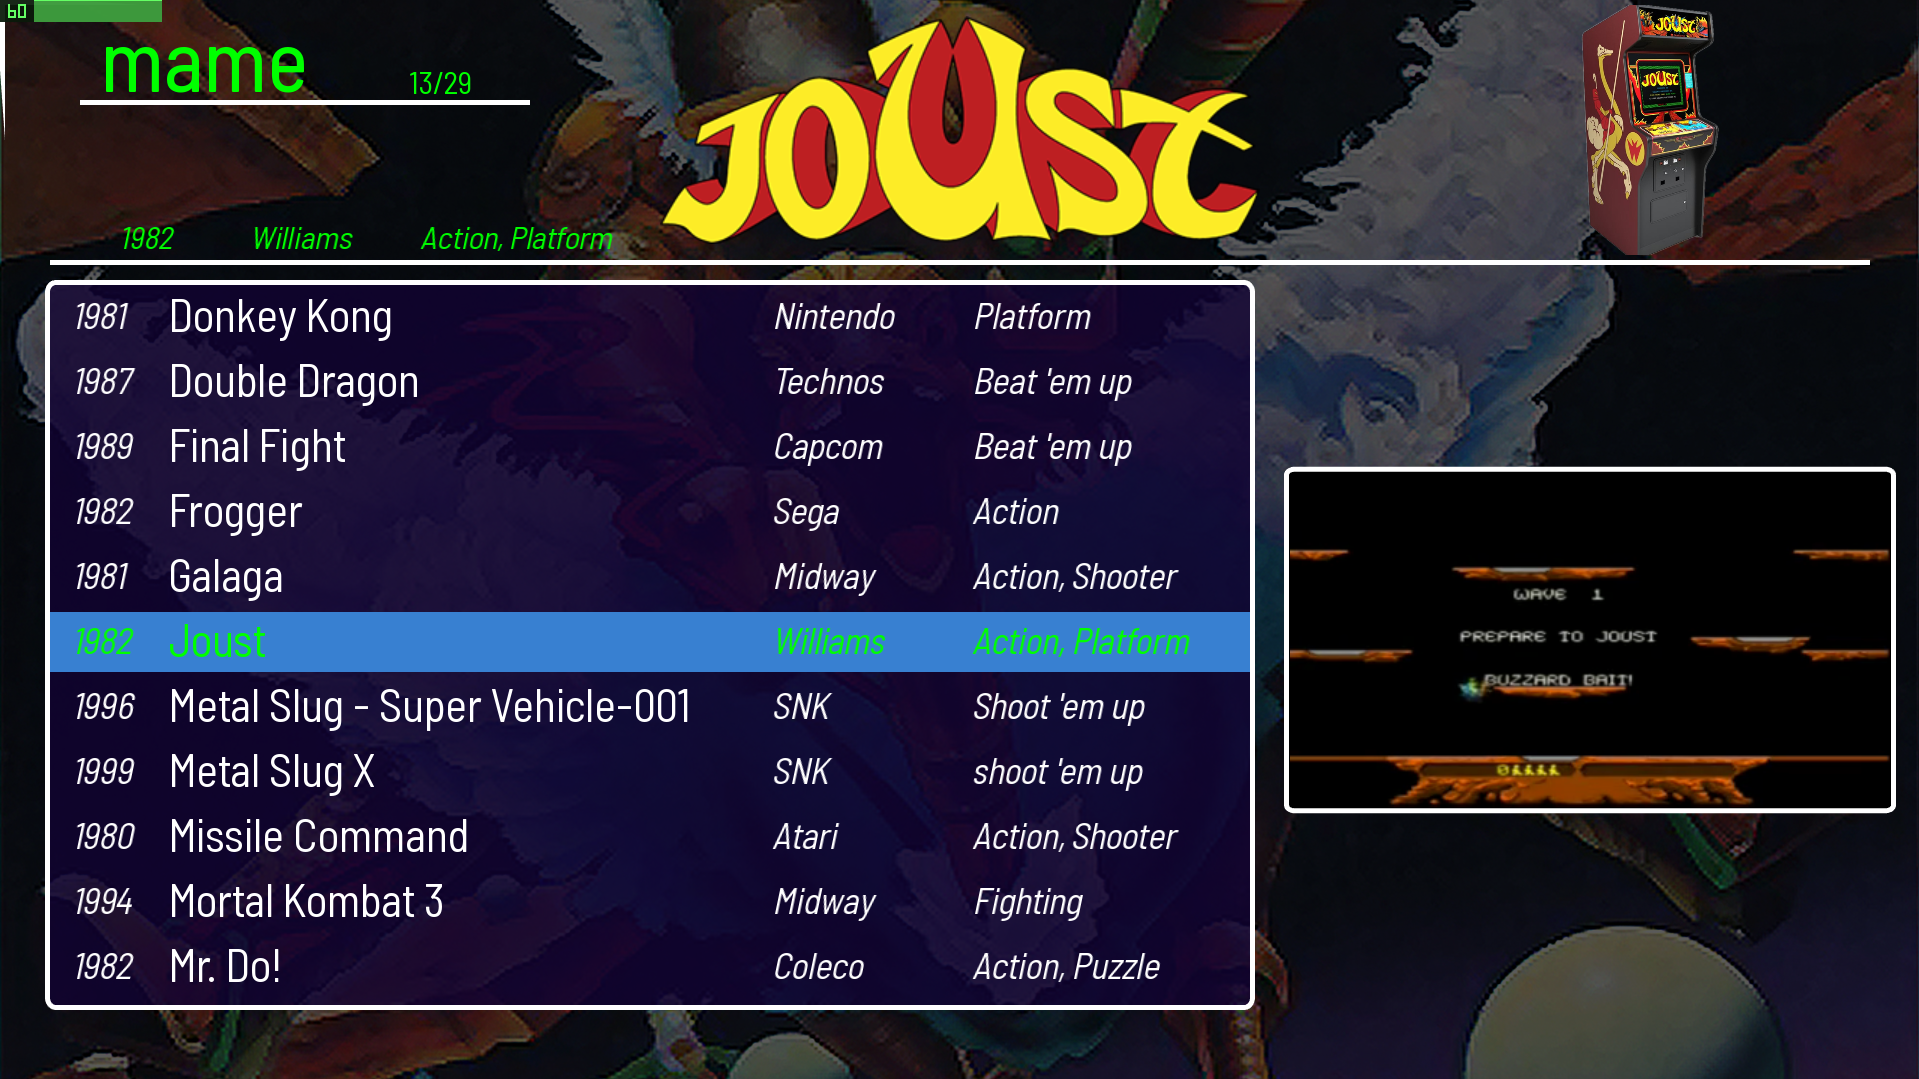 60
mame 13/29
JOUST
JOUST
JOUST
1982 Williams Action, Platform
1981 Donkey Kong Nintendo Platform
1987 Double Dragon Technos Beat 'em up
1989 Final Fight Capcom Beat 'em up
1982 Frogger Sega Action
1981 Galaga Midway Action, Shooter
1982 Joust Williams Action, Platform
1996 Metal Slug - Super Vehicle-001 SNK Shoot 'em up
1999 Metal Slug X SNK shoot 'em up
1980 Missile Command Atari Action, Shooter
1994 Mortal Kombat 3 Midway Fighting
1982 Mr. Do! Coleco Action, Puzzle
WAVE 1
PREPARE TO JOUST
BUZZARD BAIT!
0